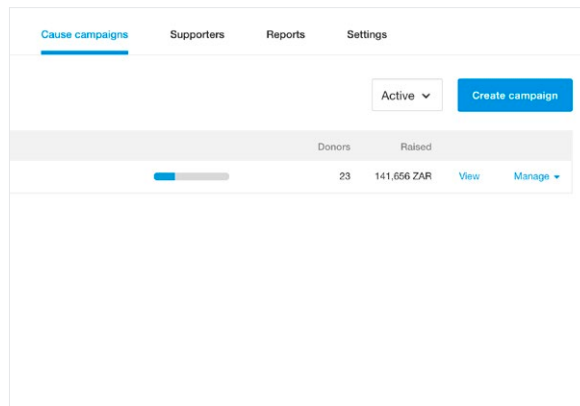 Cause campaigns Supporters Reports Settings
Active Create campaign
Donors Raised
23 141,656 ZAR View Manage